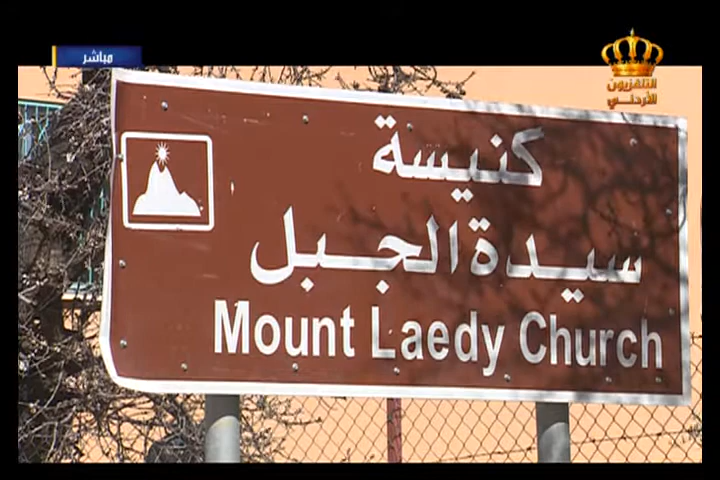 مباشر
التلفزيون
الأردني
كنيسة
سيدة الجبل
Mount Laedy Church